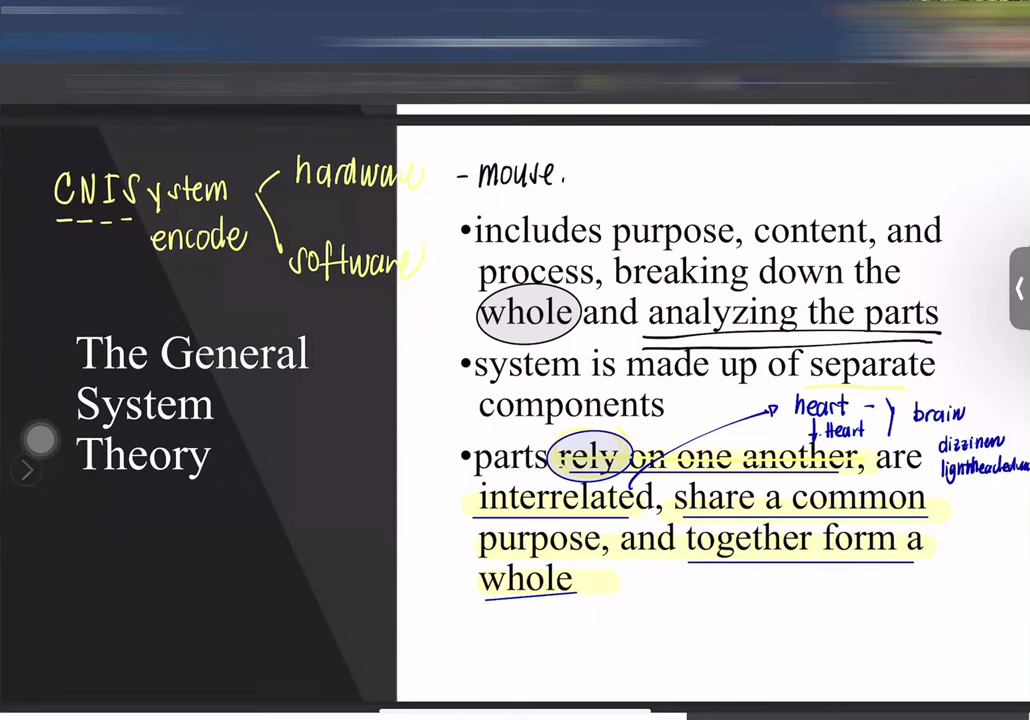 CNISystem
encode
hardware
software
- mouse.
The General
System
Theory
•includes purpose, content, and
process, breaking down the
whole and analyzing the parts
•system is made up of separate
components
heart -
↓. Heart
brain
dizziness
lightheadedness
•parts rely on one another, are
interrelated, share a common
purpose, and together form a
whole